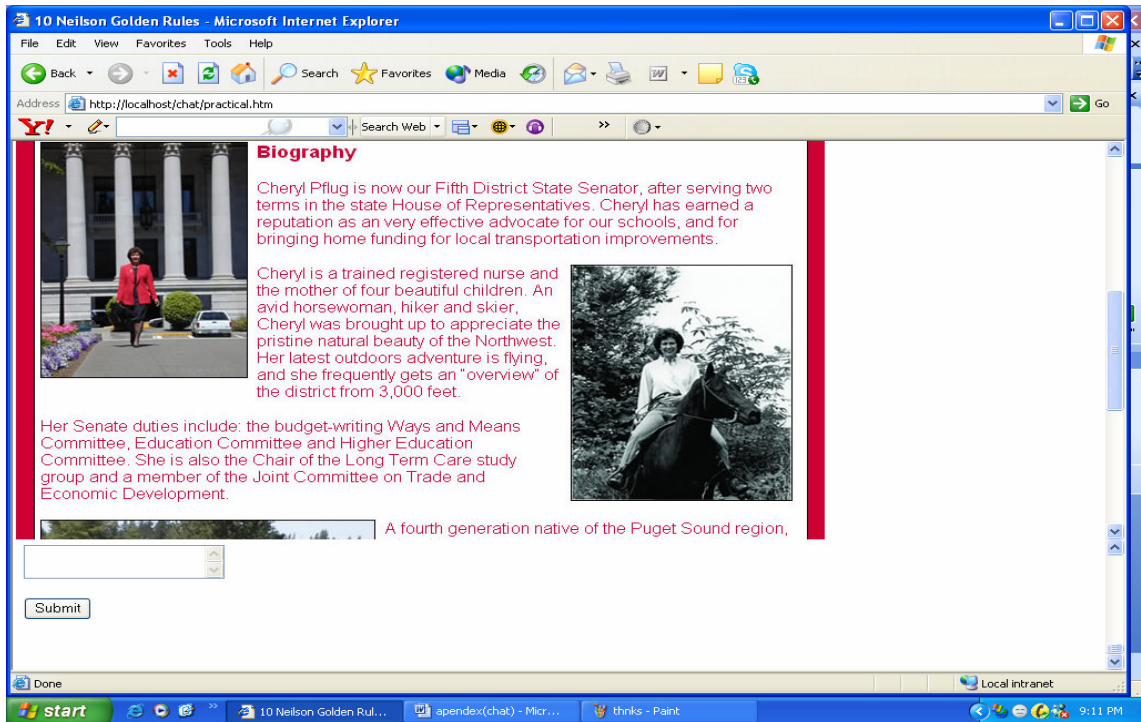 10 Neilson Golden Rules - Microsoft Internet Explorer
File Edit View Favorites Tools Help
Back Search Favorites Media
Address http://localhost/chat/practical.htm Go
Y! Search Web >>
Biography
Cheryl Pflug is now our Fifth District State Senator, after serving two
terms in the state House of Representatives. Cheryl has earned a
reputation as an very effective advocate for our schools, and for
bringing home funding for local transportation improvements.
Cheryl is a trained registered nurse and
the mother of four beautiful children. An
avid horsewoman, hiker and skier,
Cheryl was brought up to appreciate the
pristine natural beauty of the Northwest.
Her latest outdoors adventure is flying,
and she frequently gets an "overview" of
the district from 3,000 feet.
Her Senate duties include: the budget-writing Ways and Means
Committee, Education Committee and Higher Education
Committee. She is also the Chair of the Long Term Care study
group and a member of the Joint Committee on Trade and
Economic Development.
A fourth generation native of the Puget Sound region,
Submit
Done Local intranet
start 10 Neilson Golden Rul... apendex(chat) - Micr... thnks - Paint 9:11 PM